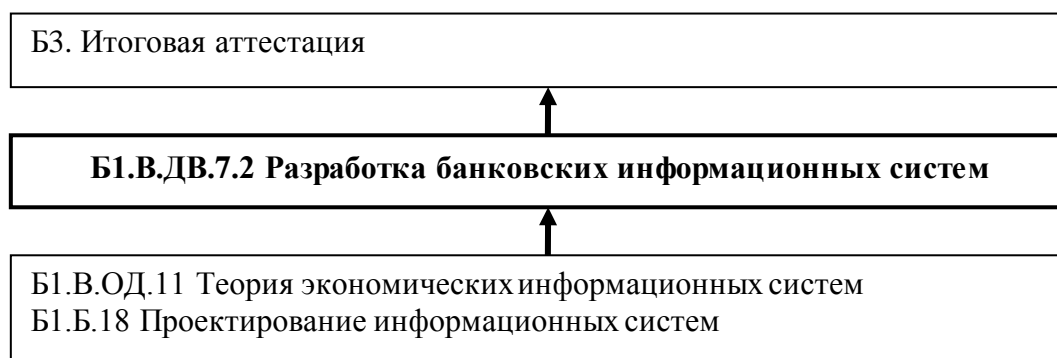 Б3. Итоговая аттестация
Б1.В.ДВ.7.2 Разработка банковских информационных систем
Б1.В.ОД.11 Теория экономических информационных систем
Б1.Б.18 Проектирование информационных систем